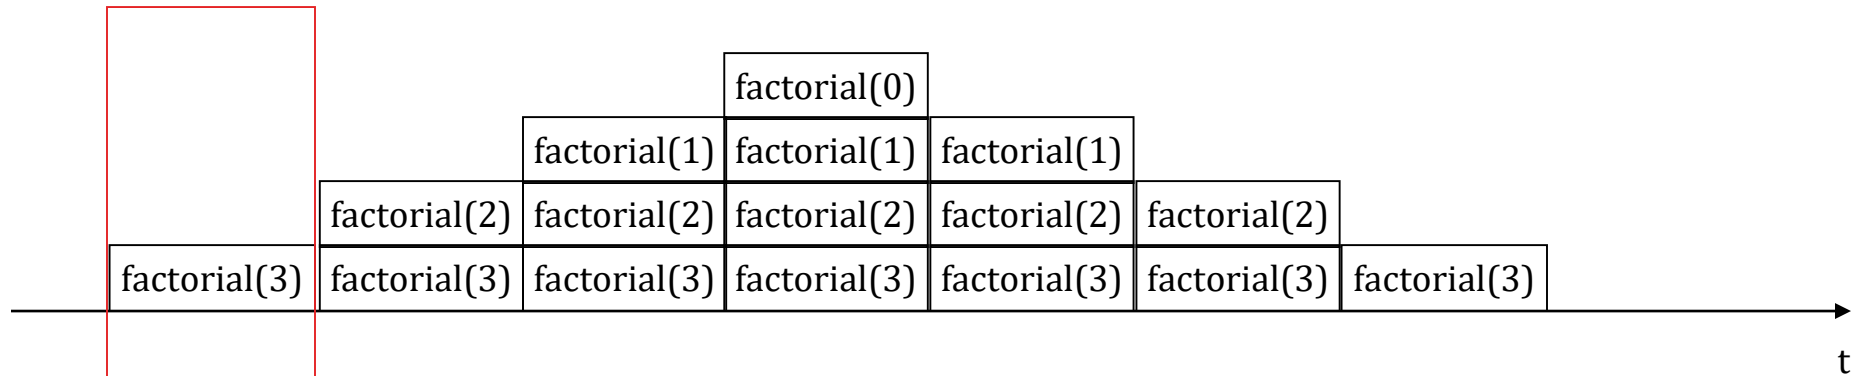 factorial(0)
factorial(1) factorial(1) factorial(1)
factorial(2) factorial(2) factorial(2) factorial(2) factorial(2)
factorial(3) factorial(3) factorial(3) factorial(3) factorial(3) factorial(3) factorial(3)
t